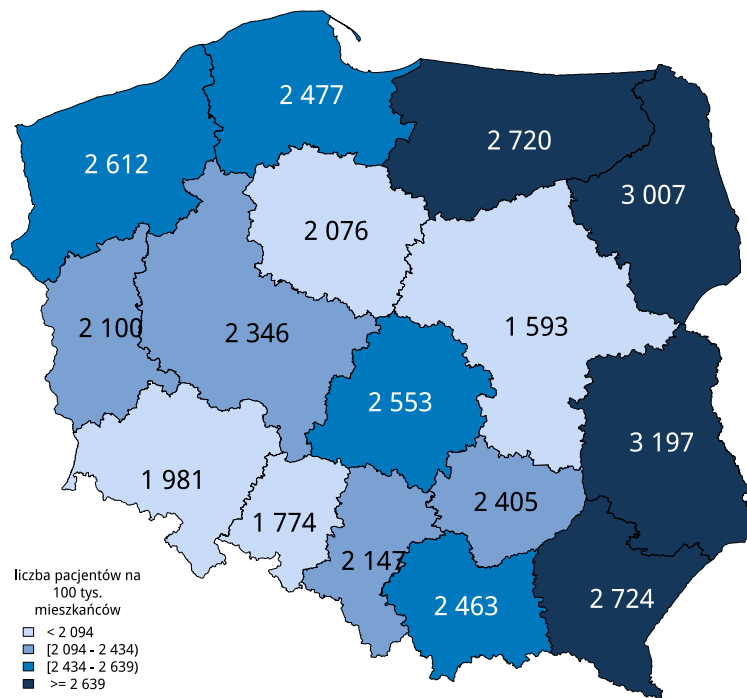 2 477
2 720
2 612
3 007
2 076
2 100
2 346
1 593
2 553
3 197
1 981
2 405
1 774
2 147
2 463
2 724
liczba pacjentów na
100 tys.
mieszkańców
< 2 094
[2 094 - 2 434)
[2 434 - 2 639)
>= 2 639